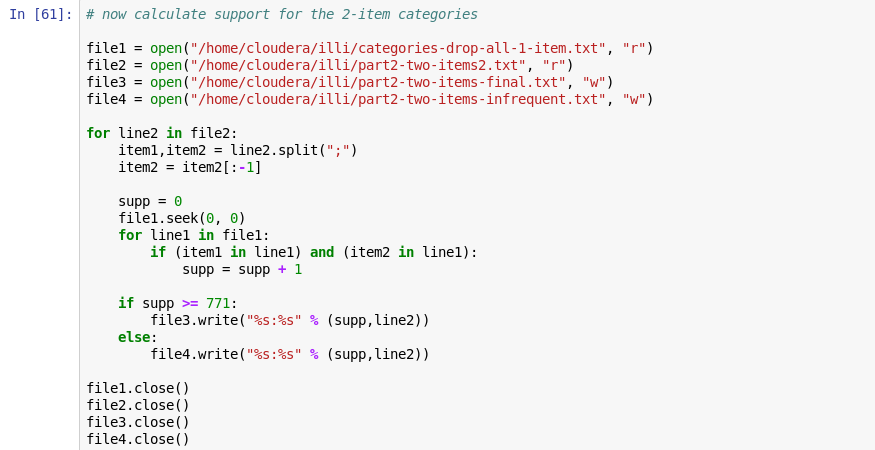 In [61]: # now calculate support for the 2-item categories
file1 = open("/home/cloudera/illi/categories-drop-all-1-item.txt", "r")
file2 = open("/home/cloudera/illi/part2-two-items2.txt", "r")
file3 = open("/home/cloudera/illi/part2-two-items-final.txt", "w")
file4 = open("/home/cloudera/illi/part2-two-items-infrequent.txt", "w")
for line2 in file2:
    item1,item2 = line2.split(";")
    item2 = item2[:-1]
    supp = 0
    file1.seek(0, 0)
    for line1 in file1:
        if (item1 in line1) and (item2 in line1):
            supp = supp + 1
    if supp >= 771:
        file3.write("%s:%s" % (supp,line2))
    else:
        file4.write("%s:%s" % (supp,line2))
file1.close()
file2.close()
file3.close()
file4.close()